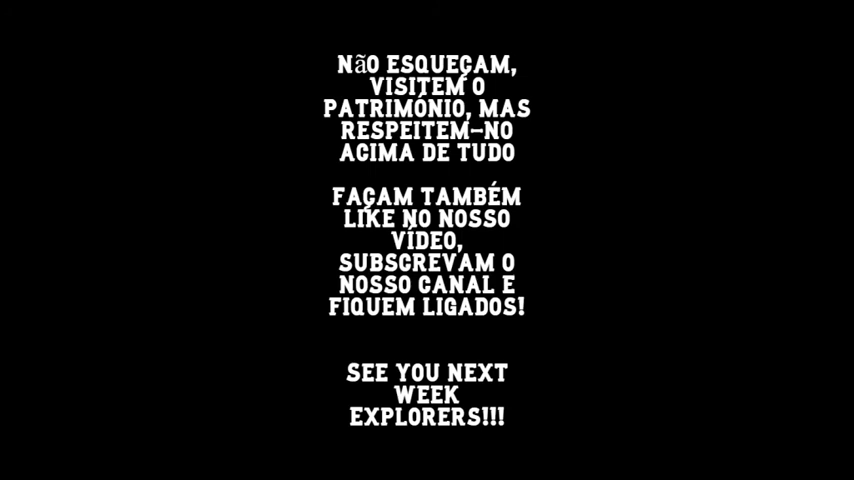 NãO ESQUEÇAM,
VISITEM O
PATRIMÓNIO, MAS
RESPEITEM-NO
ACIMA DE TUDO
FAÇAM TAMBÉM
LIKE NO NOSSO
VÍDEO,
SUBSCREVAM O
NOSSO CANAL E
FIQUEM LIGADOS!
SEE YOU NEXT
WEEK
EXPLORERS!!!